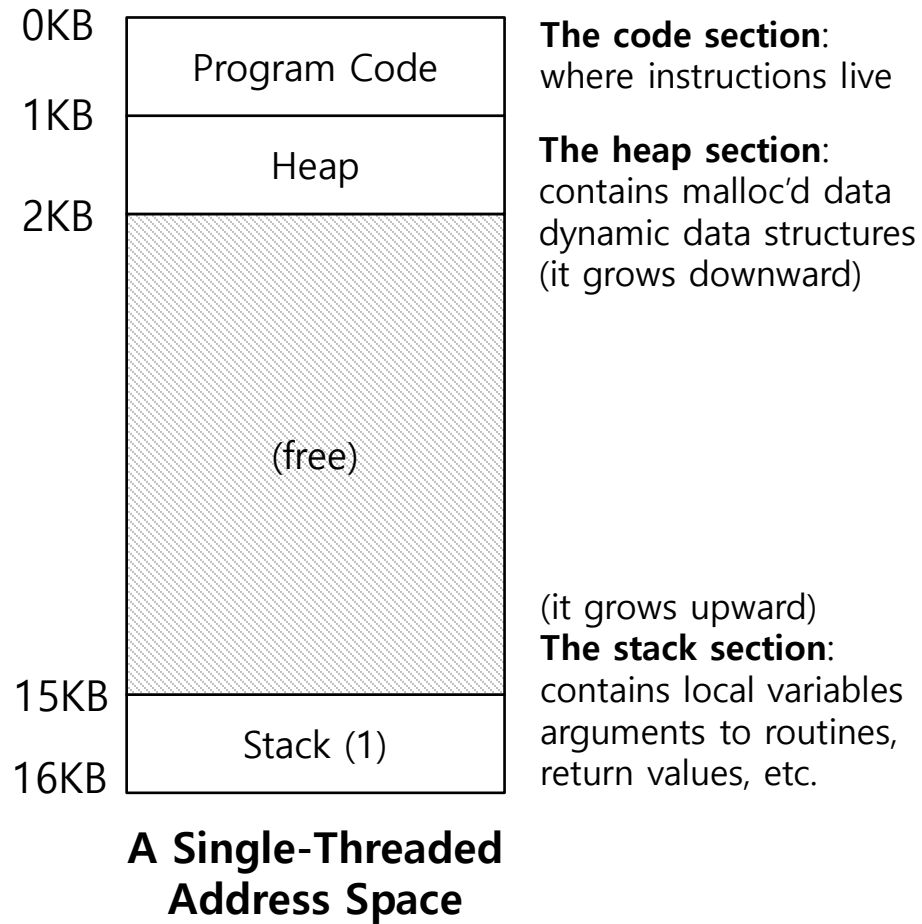 0KB
Program Code
The code section:
where instructions live
1KB
Heap
The heap section:
contains malloc’d data
dynamic data structures
(it grows downward)
2KB
(free)
(it grows upward)
The stack section:
contains local variables
arguments to routines,
return values, etc.
15KB
Stack (1)
16KB
A Single-Threaded
Address Space